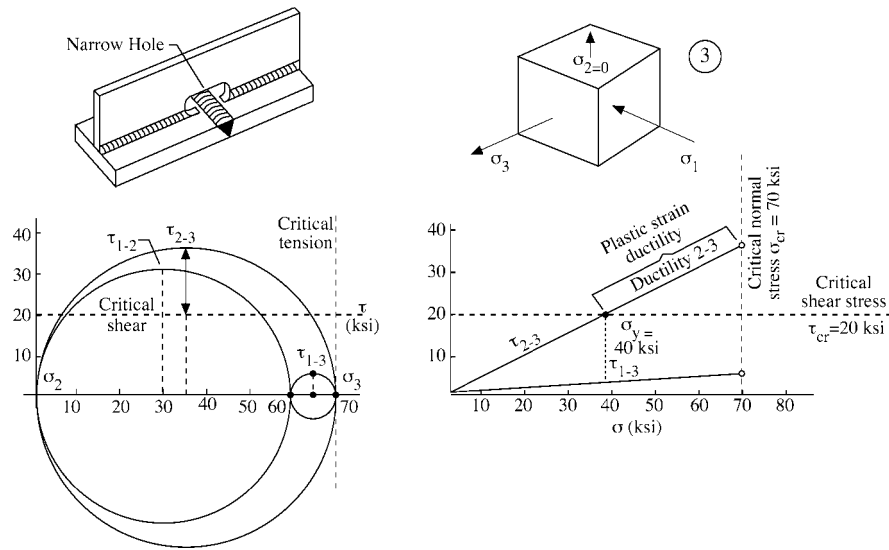 Narrow Hole
σ2=0
3
σ3
σ1
40
30
20
10
τ1-2
τ2-3
Critical
tension
Critical
shear
τ
(ksi)
τ1-3
σ2
σ3
10
20
30
40
50
60
70
40
30
20
10
Plastic strain
ductility
Ductility 2-3
Critical normal
stress σcr = 70 ksi
Critical
shear stress
τcr=20 ksi
τ2-3
σy =
40 ksi
τ1-3
10
20
30
40
50
60
70
80
σ (ksi)